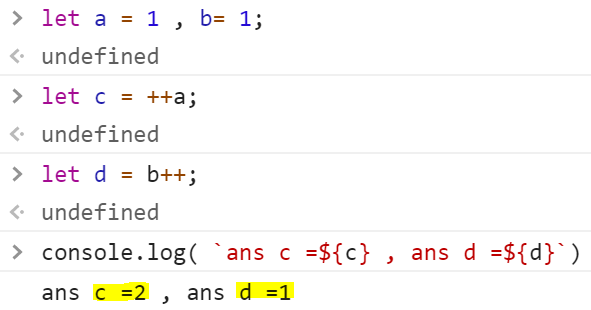 > let a = 1 , b= 1;
< undefined
> let c = ++a;
< undefined
> let d = b++;
< undefined
> console.log( `ans c =${c} , ans d =${d}`)
ans c =2 , ans d =1